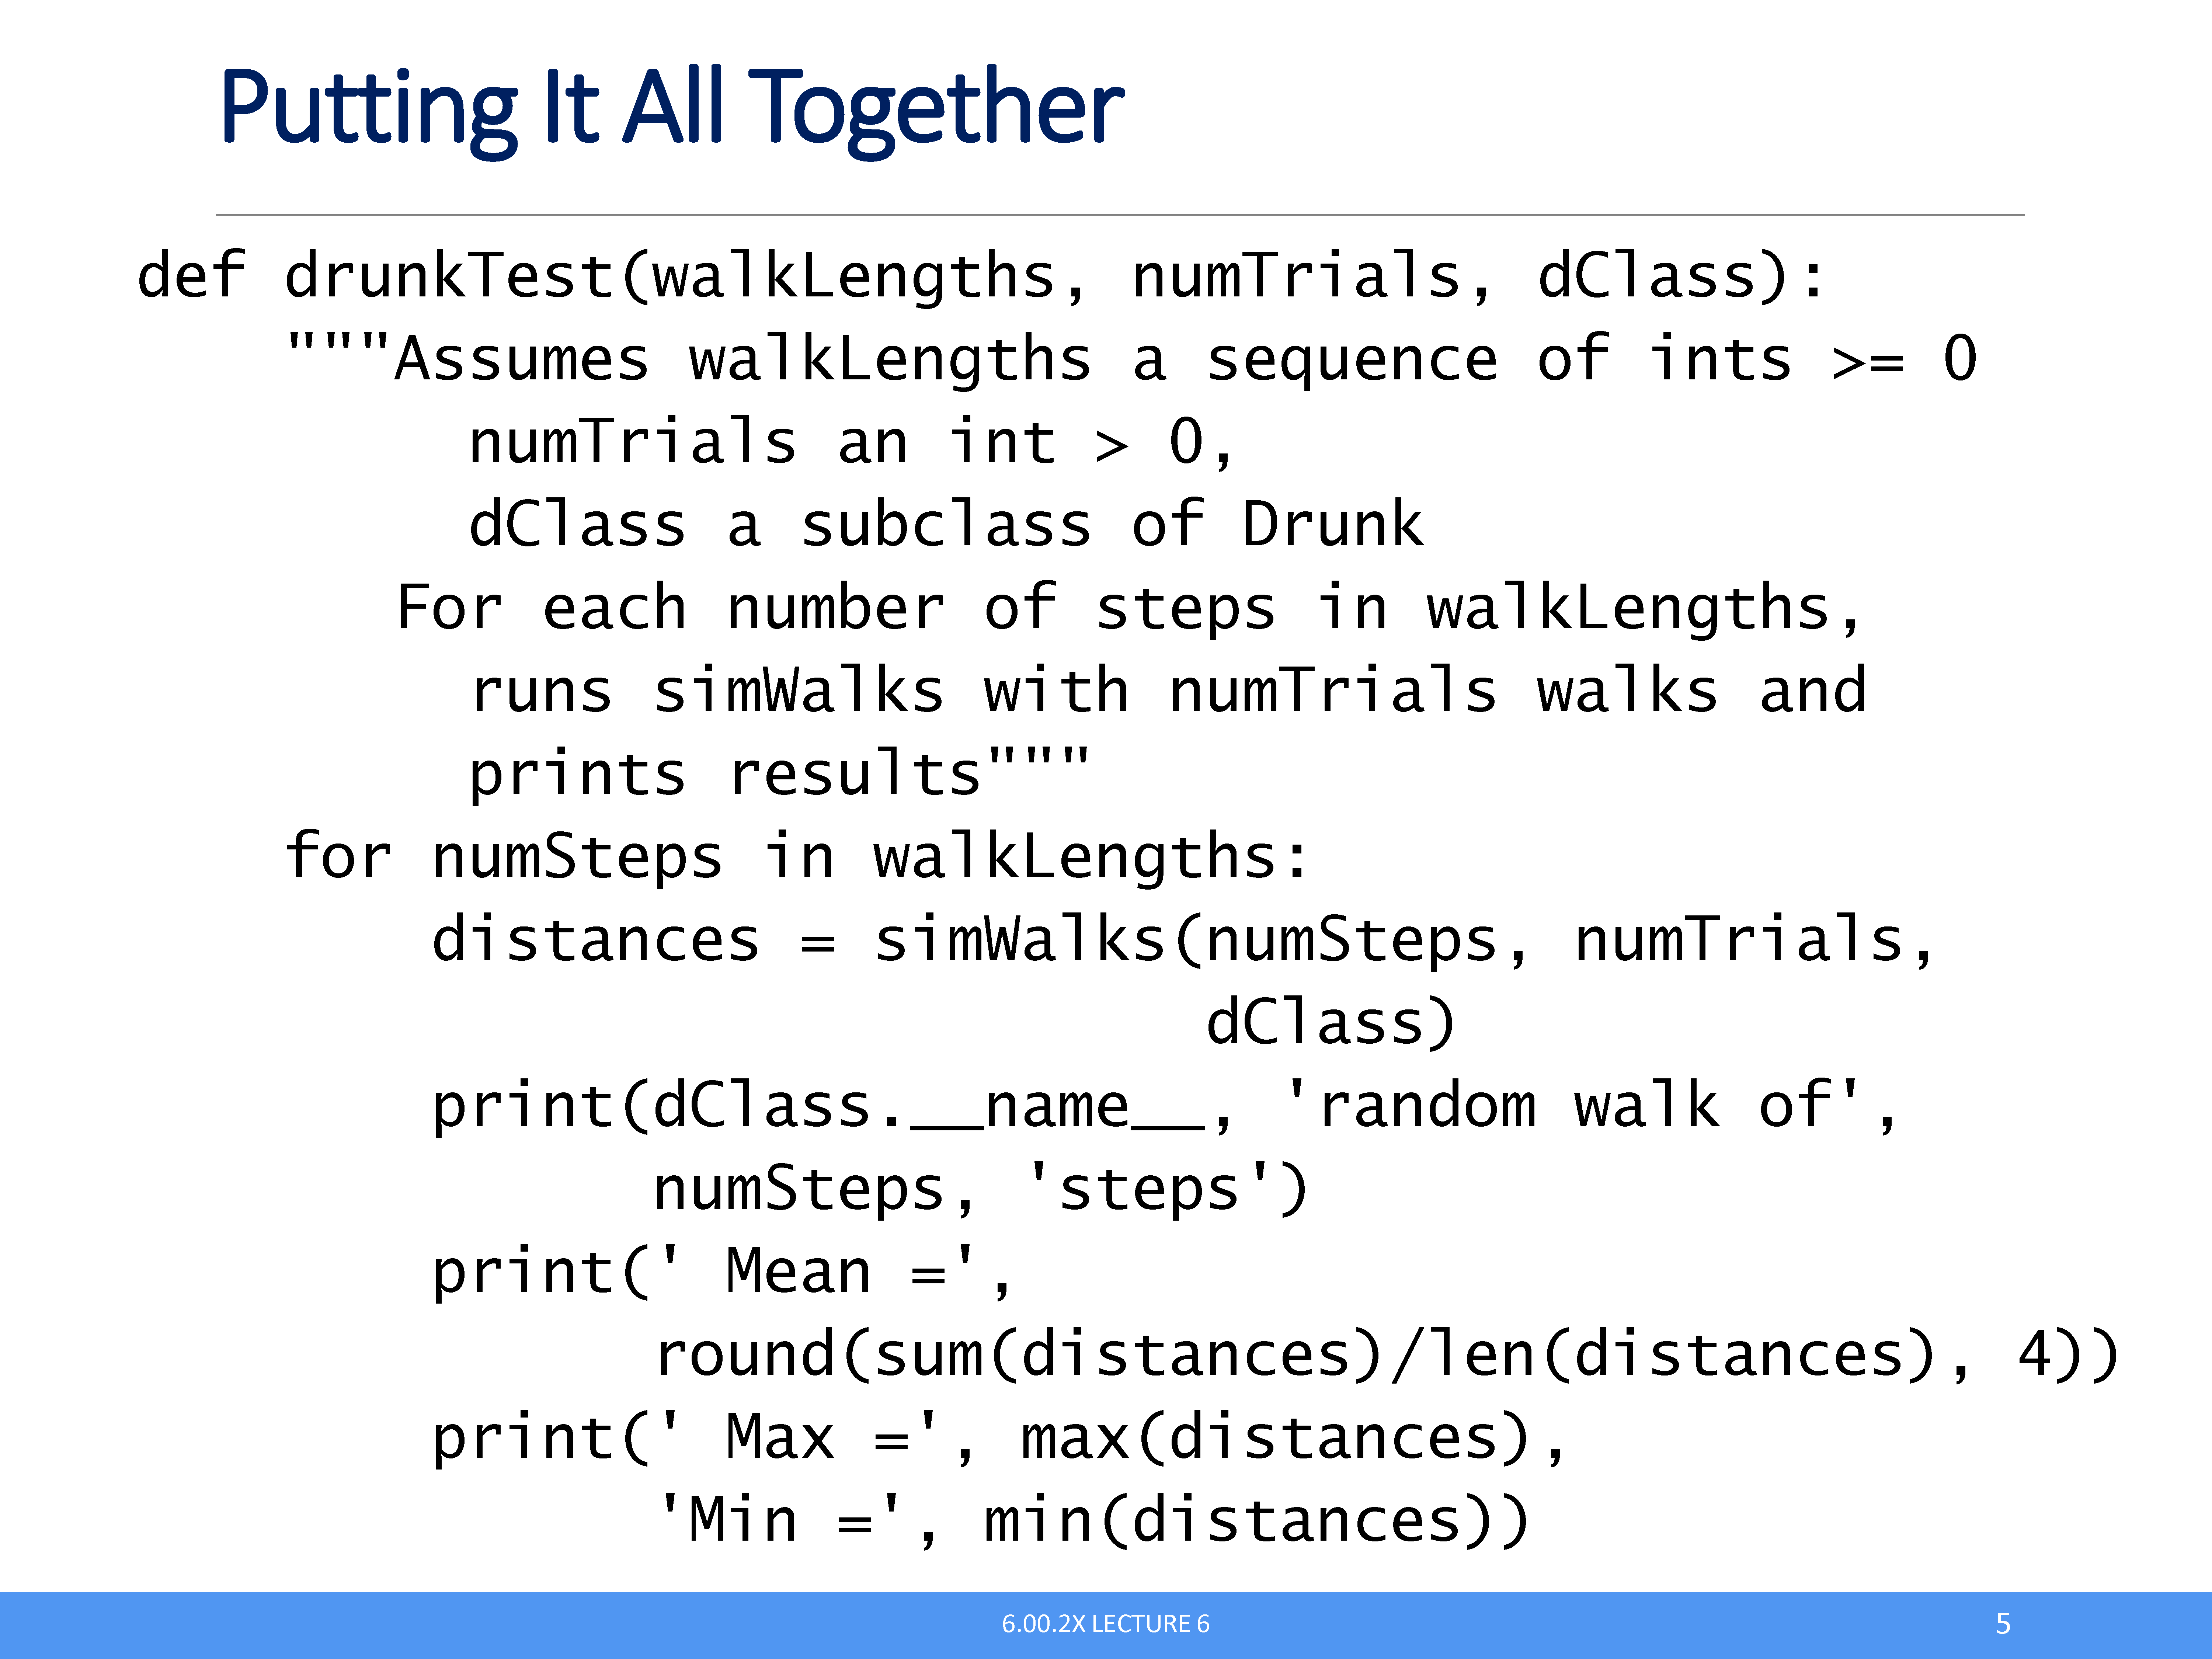 Putting It All Together
def drunkTest(walkLengths, numTrials, dClass):
    """Assumes walkLengths a sequence of ints >= 0
         numTrials an int > 0,
         dClass a subclass of Drunk
       For each number of steps in walkLengths,
         runs simWalks with numTrials walks and
         prints results"""
    for numSteps in walkLengths:
        distances = simWalks(numSteps, numTrials,
                             dClass)
        print(dClass.__name__, 'random walk of',
              numSteps, 'steps')
        print(' Mean =',
              round(sum(distances)/len(distances), 4))
        print(' Max =', max(distances),
              'Min =', min(distances))
6.00.2X LECTURE 6
5